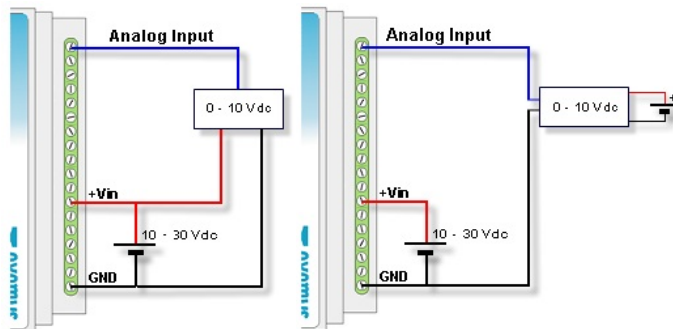 Analog Input
0 - 10 Vdc
+Vin
10 - 30 Vdc
GND
Analog Input
0 - 10 Vdc
+
+Vin
10 - 30 Vdc
GND